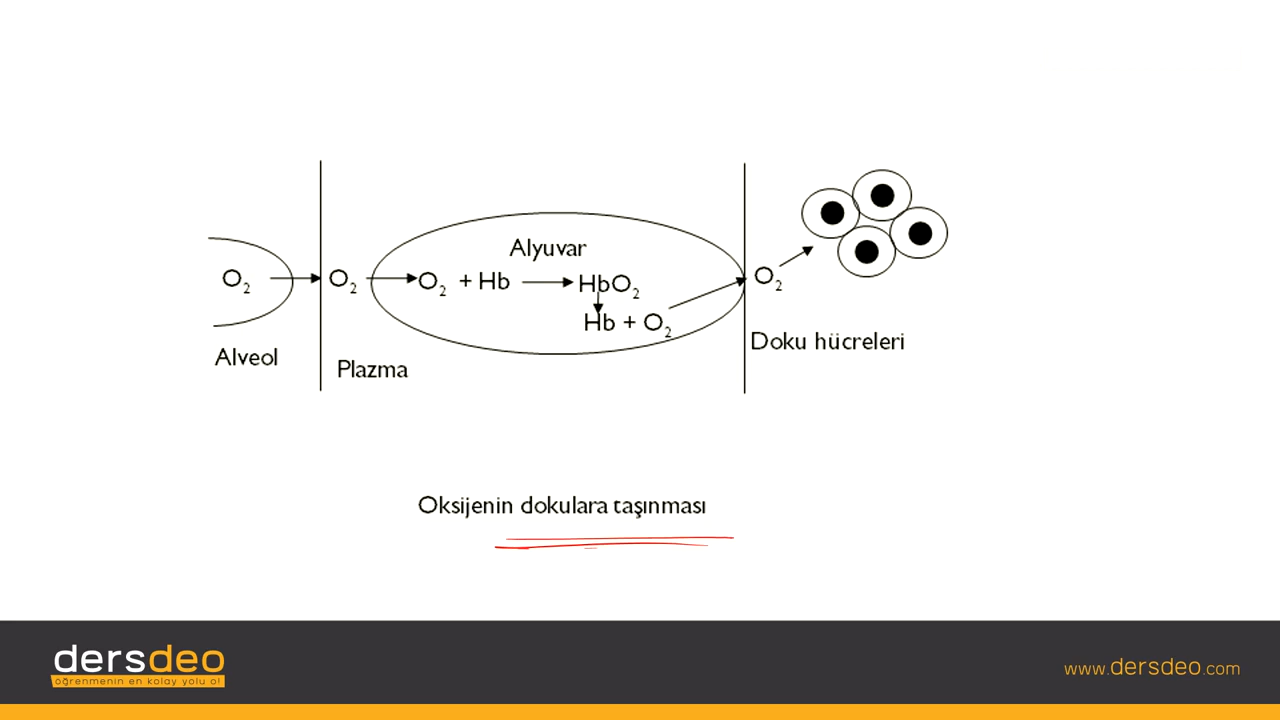 Alyuvar
O₂ O₂ O₂ + Hb HbO₂ O₂
Hb + O₂
Doku hücreleri
Alveol
Plazma
Oksijenin dokulara taşınması
dersdeo
öğrenmenin en kolay yolu o!
www.dersdeo.com